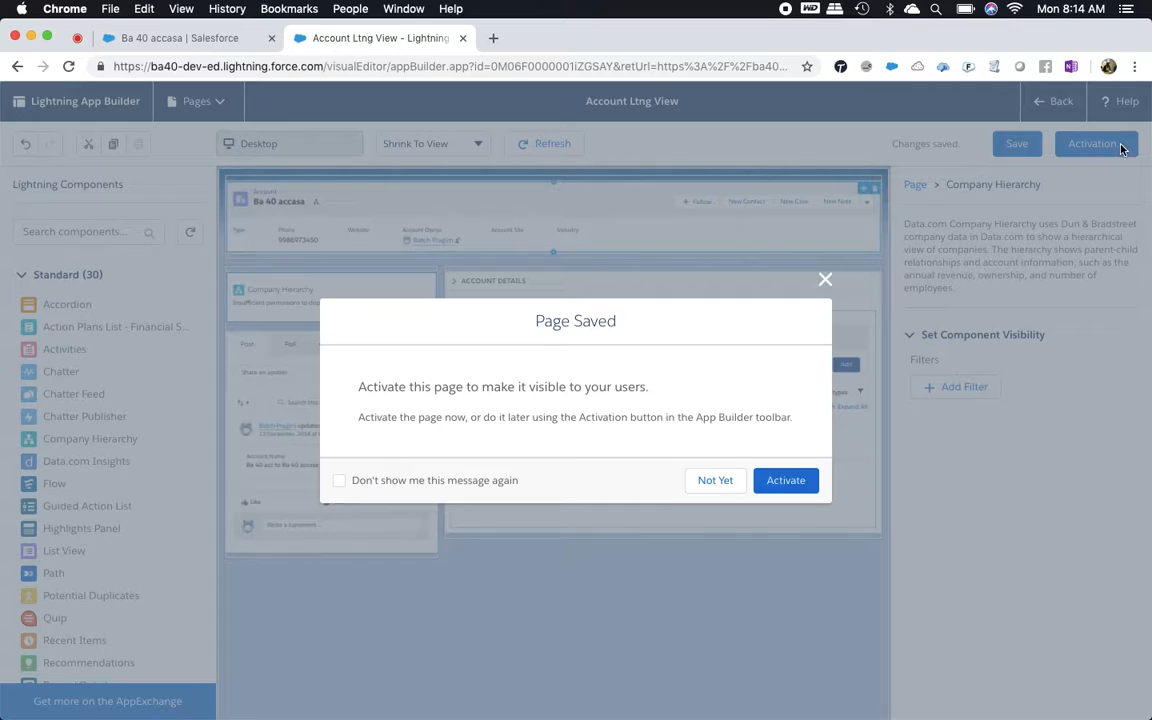 Chrome File Edit View History Bookmarks People Window Help
Mon 8:14 AM
Ba 40 accasa | Salesforce
Account Ltng View - Lightning
https://ba40-dev-ed.lightning.force.com/visualEditor/appBuilder.app?id=0M06F0000001iZGSAY&retUrl=https%3A%2F%2Fba40...
Lightning App Builder
Pages
Account Ltng View
Back
? Help
Desktop
Shrink To View
Refresh
Changes saved.
Save
Activation...
Lightning Components
Search components...
Standard (30)
Accordion
Action Plans List - Financial S...
Activities
Chatter
Chatter Feed
Chatter Publisher
Company Hierarchy
Data.com Insights
Flow
Guided Action List
Highlights Panel
List View
Path
Potential Duplicates
Quip
Recent Items
Recommendations
Get more on the AppExchange
Account
Ba 40 accasa
+ Follow
New Contact
New Case
New Note
Type
Phone
Website
Account Owner
Account Site
Industry
9986973450
Batch Progim
Company Hierarchy
Insufficient permissions to disp
ACCOUNT DETAILS
Post
Poll
Share an update...
Search this
Add
Types
Expand All
Batch Progim updated
Account Name
Ba 40 acc to Ba 40 accasa
Like
Write a comment...
Page Saved
Activate this page to make it visible to your users.
Activate the page now, or do it later using the Activation button in the App Builder toolbar.
Don't show me this message again
Not Yet
Activate
Page > Company Hierarchy
Data.com Company Hierarchy uses Dun & Bradstreet
company data in Data.com to show a hierarchical
view of companies. The hierarchy shows parent-child
relationships and account information, such as the
annual revenue, ownership, and number of
employees.
Set Component Visibility
Filters
+ Add Filter